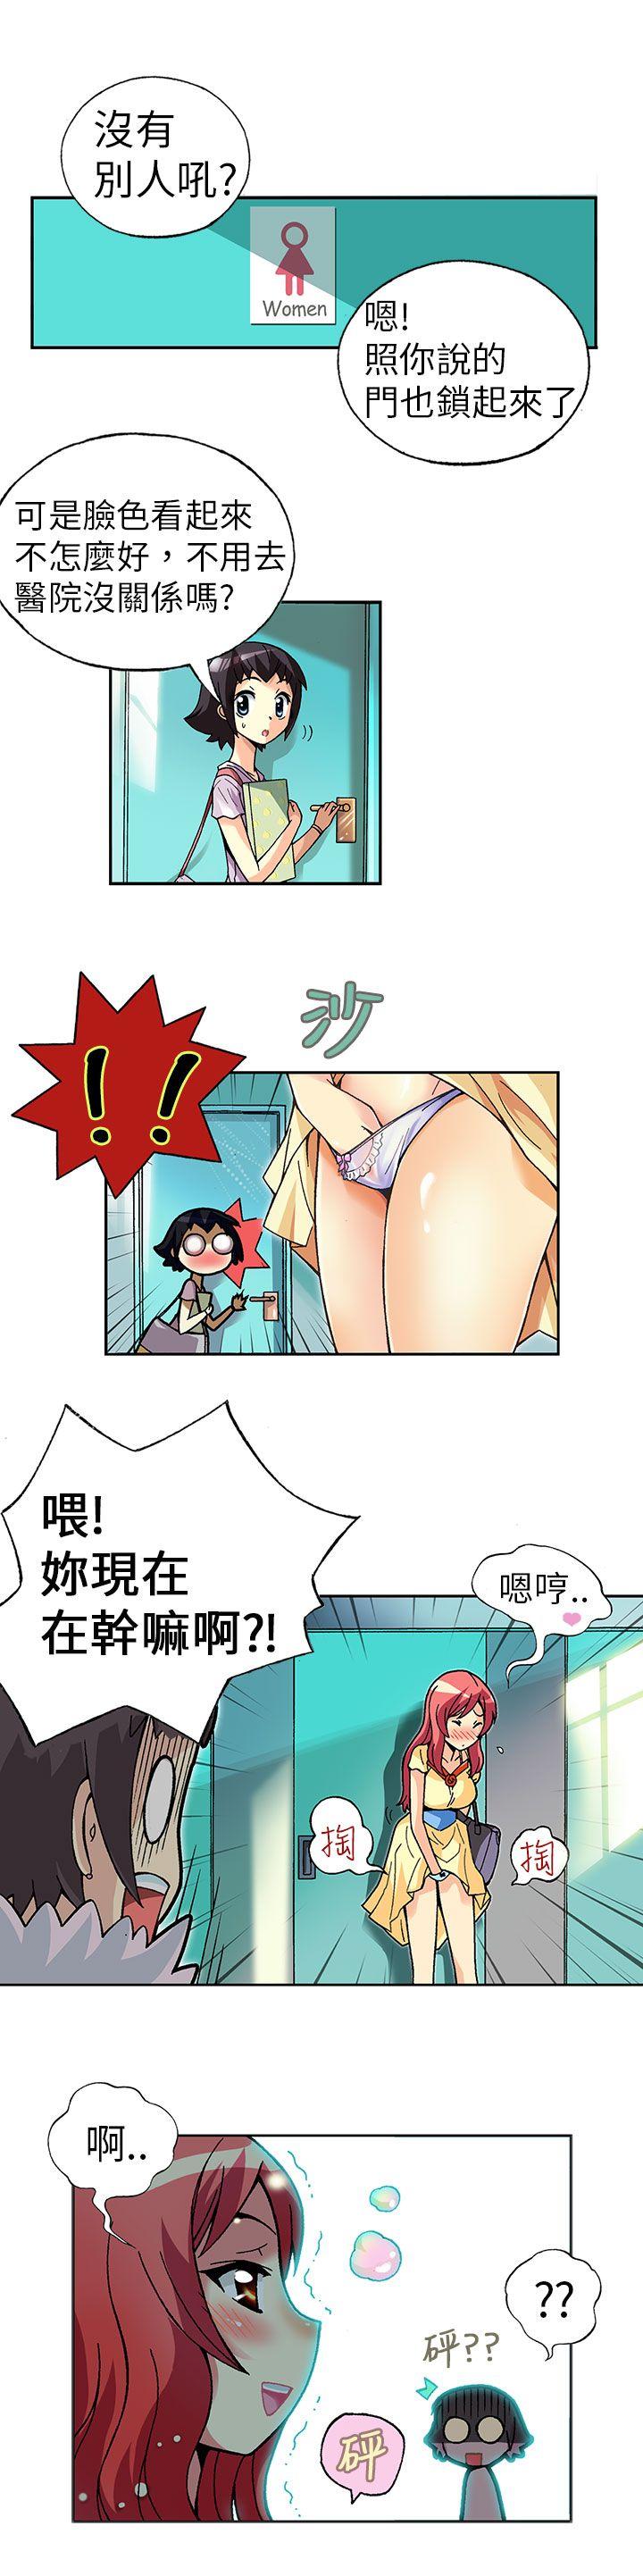 沒有
別人吼?
Women
嗯!
照你說的
門也鎖起來了
可是臉色看起來
不怎麼好，不用去
醫院沒關係嗎?
!!
沙
喂!
妳現在
在幹嘛啊?!
嗯哼..
掏
掏
啊..
??
砰??
砰